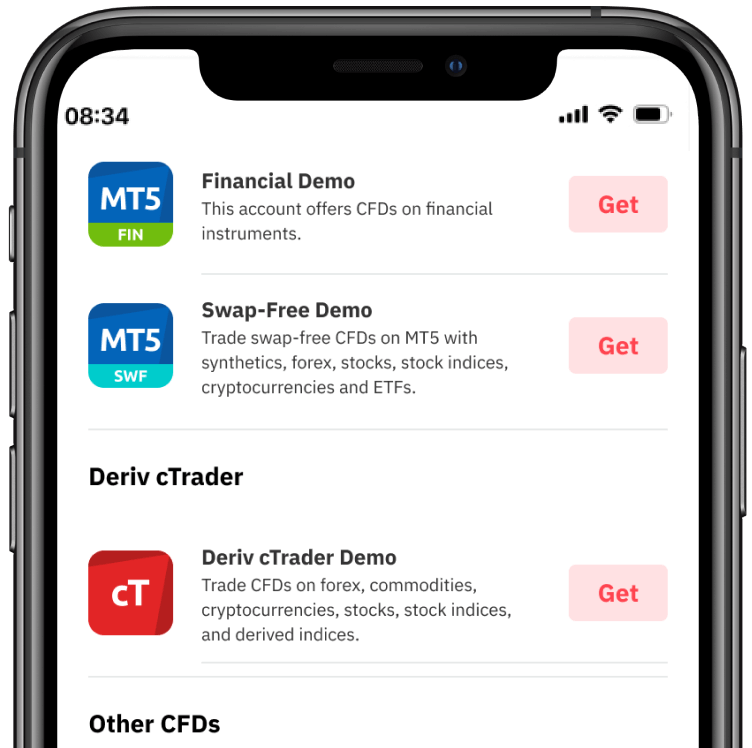 08:34
MT5
FIN
Financial Demo
This account offers CFDs on financial
instruments.
Get
MT5
SWF
Swap-Free Demo
Trade swap-free CFDs on MT5 with
synthetics, forex, stocks, stock indices,
cryptocurrencies and ETFs.
Get
Deriv cTrader
cT
Deriv cTrader Demo
Trade CFDs on forex, commodities,
cryptocurrencies, stocks, stock indices,
and derived indices.
Get
Other CFDs